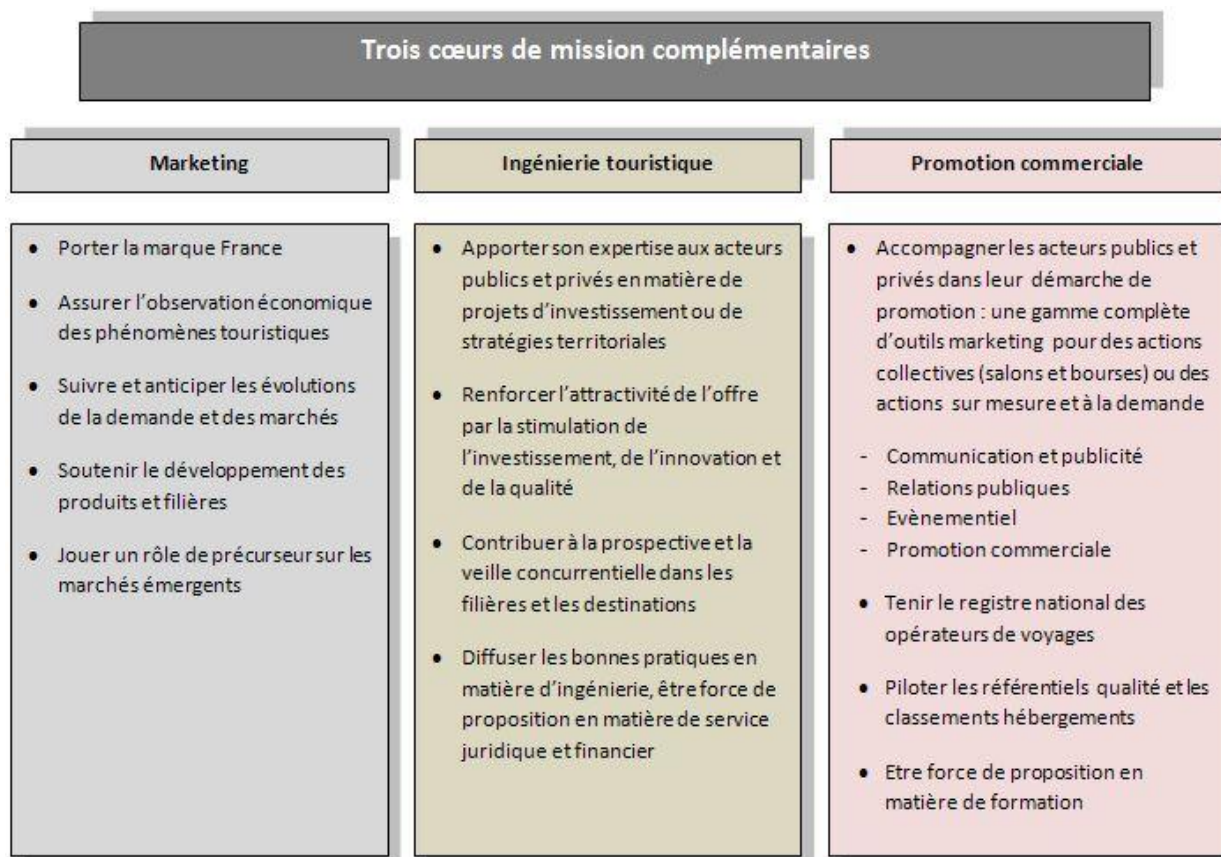 Trois cœurs de mission complémentaires
Marketing
• Porter la marque France
• Assurer l'observation économique
des phénomènes touristiques
• Suivre et anticiper les évolutions
de la demande et des marchés
• Soutenir le développement des
produits et filières
• Jouer un rôle de précurseur sur les
marchés émergents
Ingénierie touristique
• Apporter son expertise aux acteurs
publics et privés en matière de
projets d'investissement ou de
stratégies territoriales
• Renforcer l'attractivité de l'offre
par la stimulation de
l'investissement, de l'innovation et
de la qualité
• Contribuer à la prospective et la
veille concurrentielle dans les
filières et les destinations
• Diffuser les bonnes pratiques en
matière d'ingénierie, être force de
proposition en matière de service
juridique et financier
Promotion commerciale
• Accompagner les acteurs publics et
privés dans leur démarche de
promotion : une gamme complète
d'outils marketing pour des actions
collectives (salons et bourses) ou des
actions sur mesure et à la demande
- Communication et publicité
- Relations publiques
- Evènementiel
- Promotion commerciale
• Tenir le registre national des
opérateurs de voyages
• Piloter les référentiels qualité et les
classements hébergements
• Etre force de proposition en
matière de formation